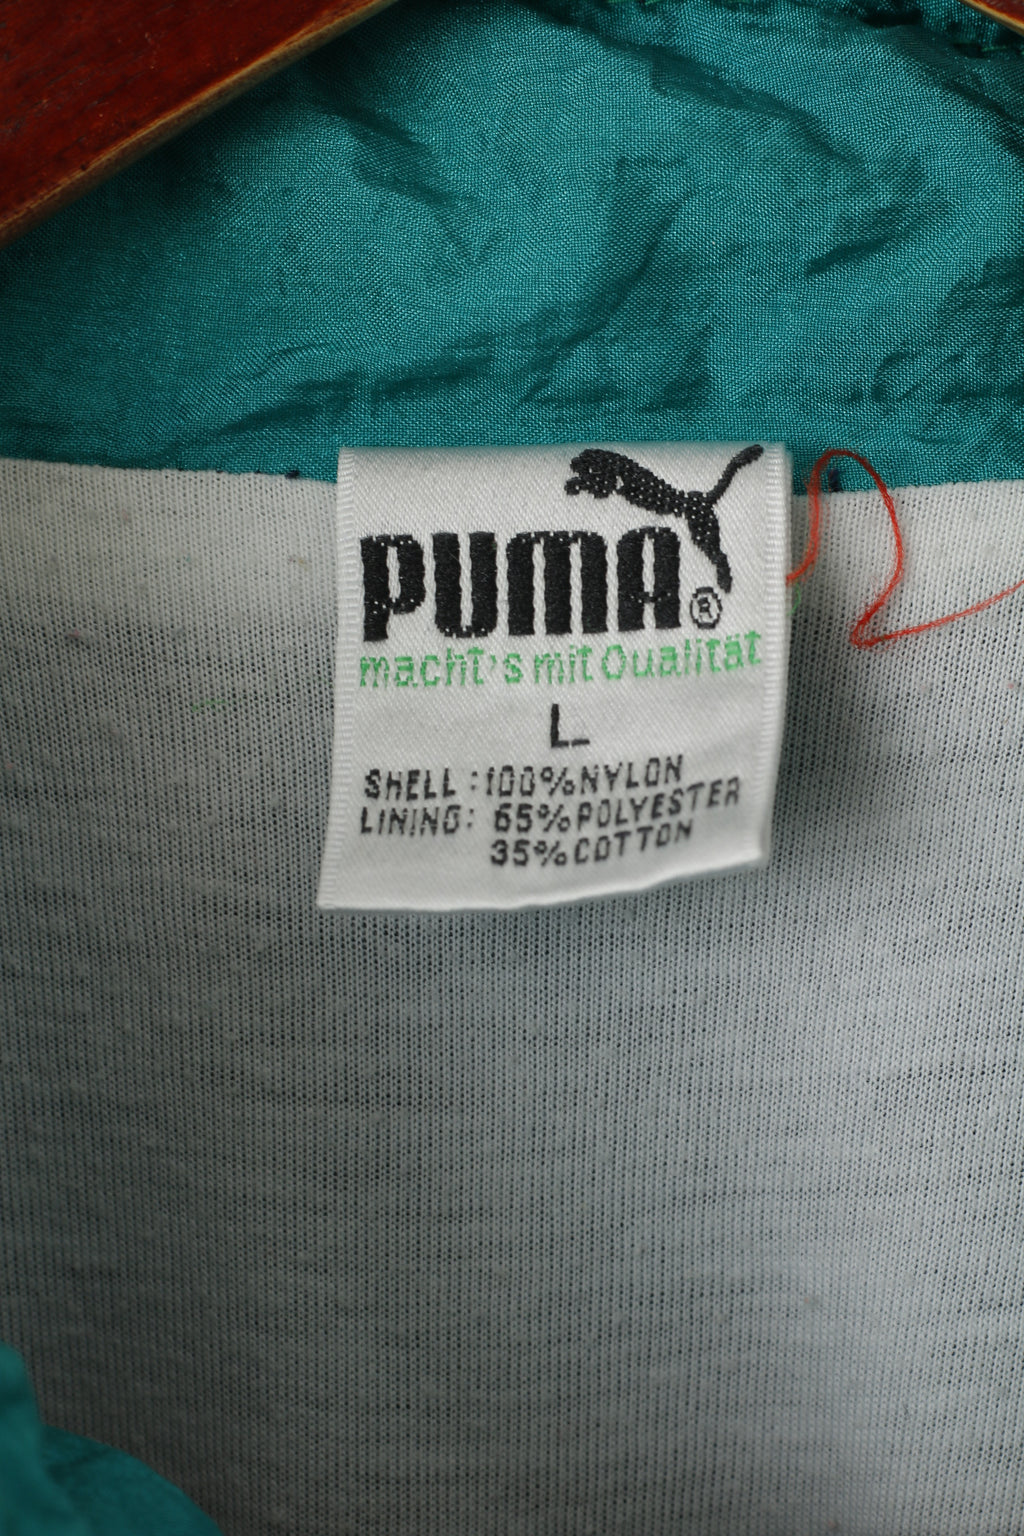 PUMA®
macht's mit Qualität
L
SHELL : 100% NYLON
LINING: 65% POLYESTER
35% COTTON